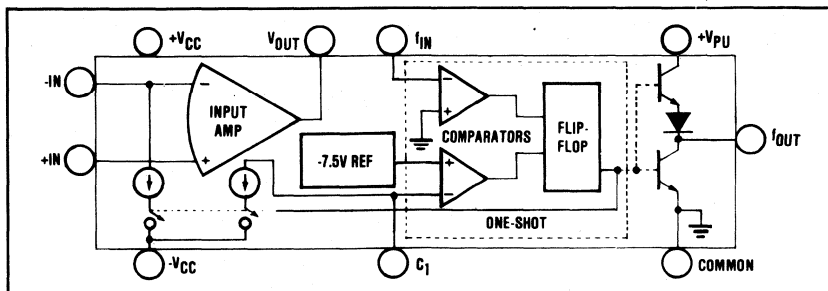 +VCC
VOUT
fIN
+VPU
-IN
−
INPUT
AMP
+IN
+
−
+
COMPARATORS
FLIP-
FLOP
fOUT
-7.5V REF
+
−
ONE-SHOT
-VCC
C1
COMMON